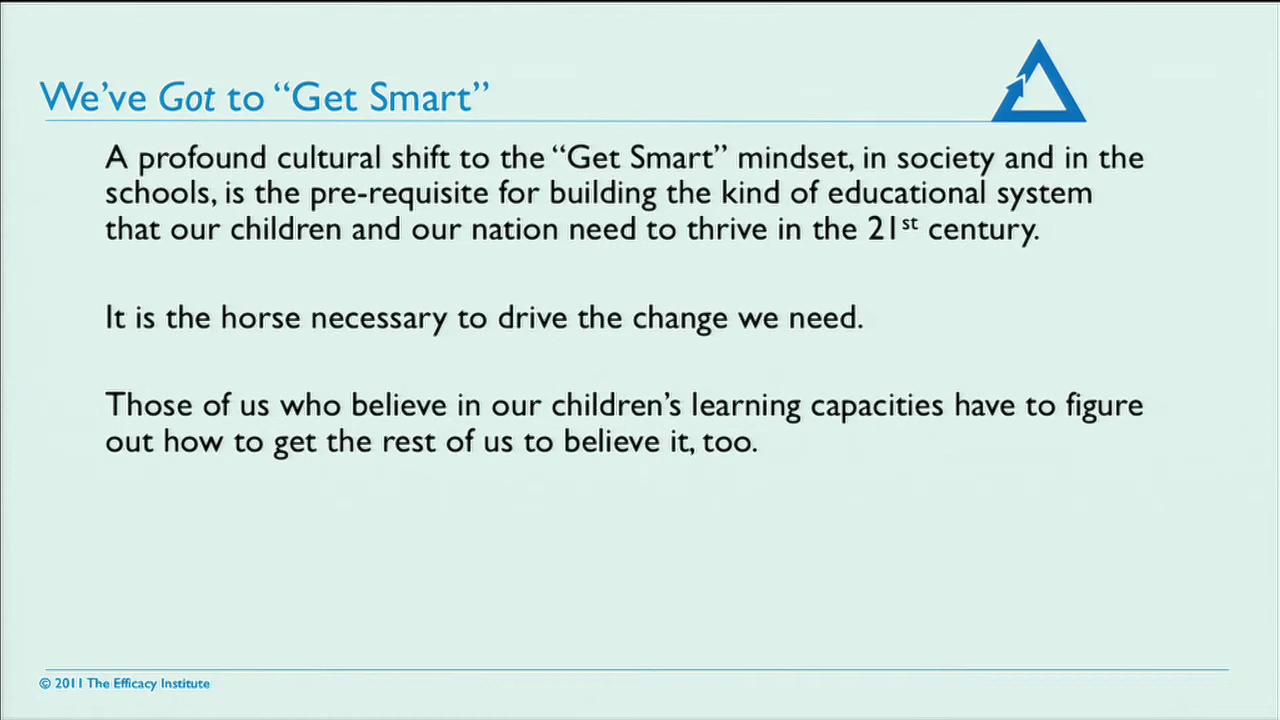 We’ve Got to “Get Smart”
A profound cultural shift to the “Get Smart” mindset, in society and in the
schools, is the pre-requisite for building the kind of educational system
that our children and our nation need to thrive in the 21st century.
It is the horse necessary to drive the change we need.
Those of us who believe in our children’s learning capacities have to figure
out how to get the rest of us to believe it, too.
© 2011 The Efficacy Institute